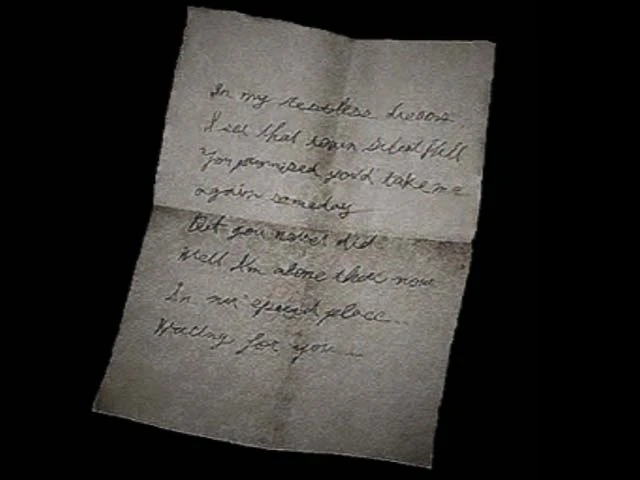 In my restless dreams,
I see that town Silent Hill
You promised you'd take me
again someday
But you never did
Well I'm alone there now
In our special place...
Waiting for you...